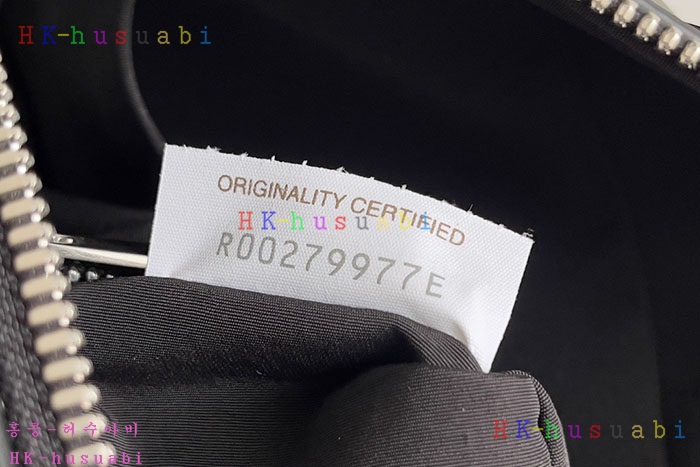 HK-husuabi
ORIGINALITY CERTIFIED
HK-husuabi
R00279977E
홍콩-허수아비
HK-husuabi
HK-husuabi